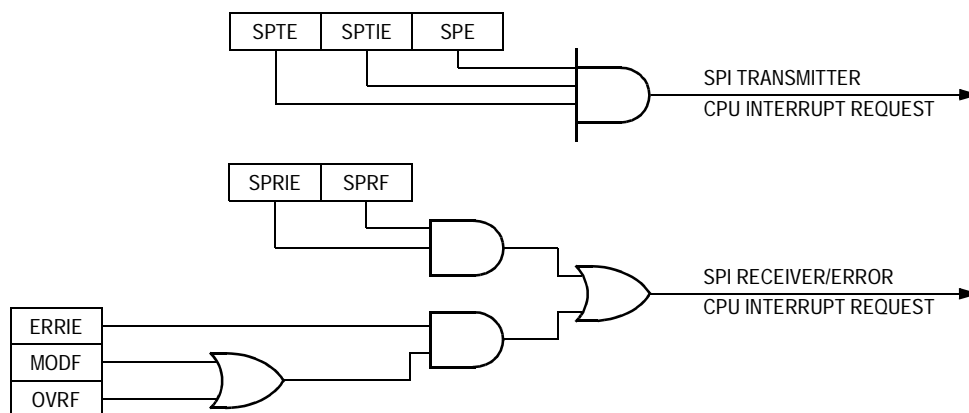 SPTE SPTIE SPE
SPI TRANSMITTER
CPU INTERRUPT REQUEST
SPRIE SPRF
SPI RECEIVER/ERROR
CPU INTERRUPT REQUEST
ERRIE
MODF
OVRF